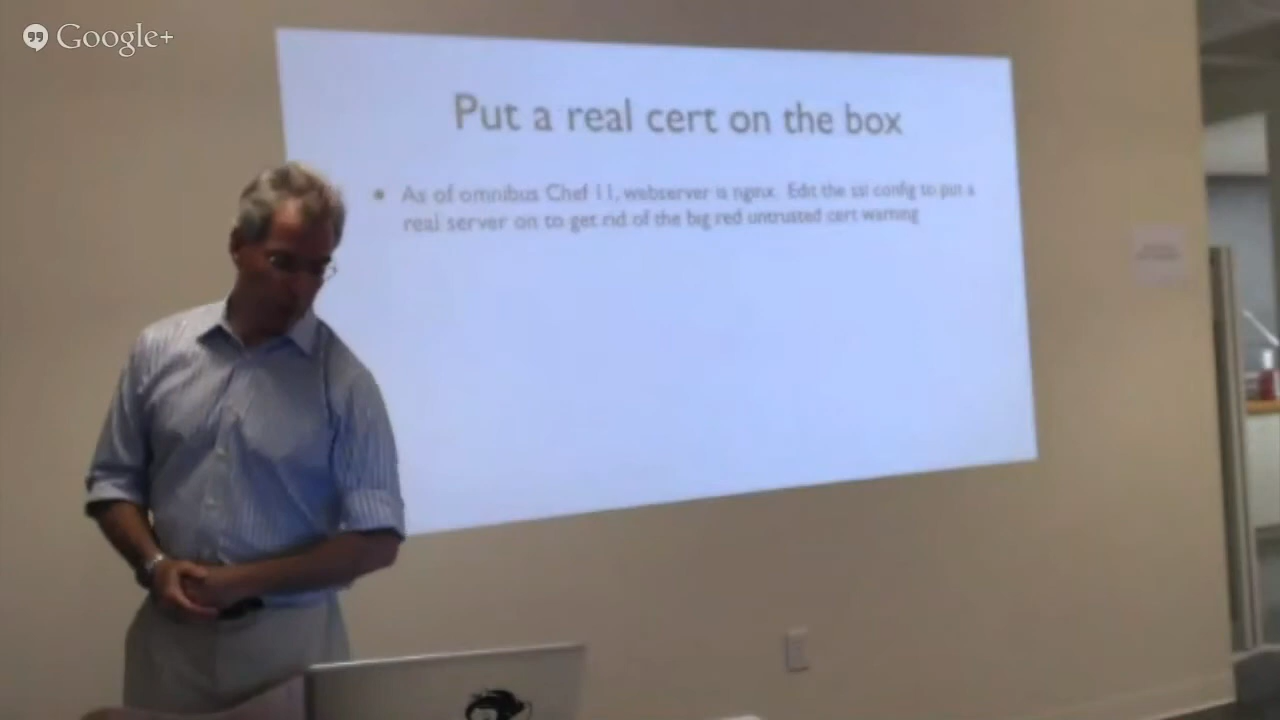 Google+
Put a real cert on the box
• As of omnibus Chef 11, webserver is nginx. Edit the ssl config to put a
real server on to get rid of the big red untrusted cert warning